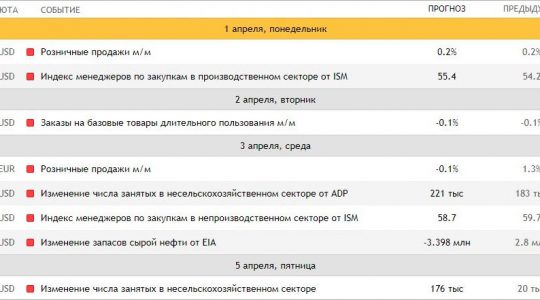 ЮТА СОБЫТИЕ ПРОГНОЗ ПРЕДЫДУ
1 апреля, понедельник
USD Розничные продажи м/м 0.2% 0.2%
USD Индекс менеджеров по закупкам в производственном секторе от ISM 55.4 54.2
2 апреля, вторник
USD Заказы на базовые товары длительного пользования м/м -0.1% -0.1%
3 апреля, среда
EUR Розничные продажи м/м -0.1% 1.3%
USD Изменение числа занятых в несельскохозяйственном секторе от ADP 221 тыс 183 т
USD Индекс менеджеров по закупкам в непроизводственном секторе от ISM 58.7 59.7
USD Изменение запасов сырой нефти от EIA -3.398 млн 2.8 м
5 апреля, пятница
USD Изменение числа занятых в несельскохозяйственном секторе 176 тыс 20 т